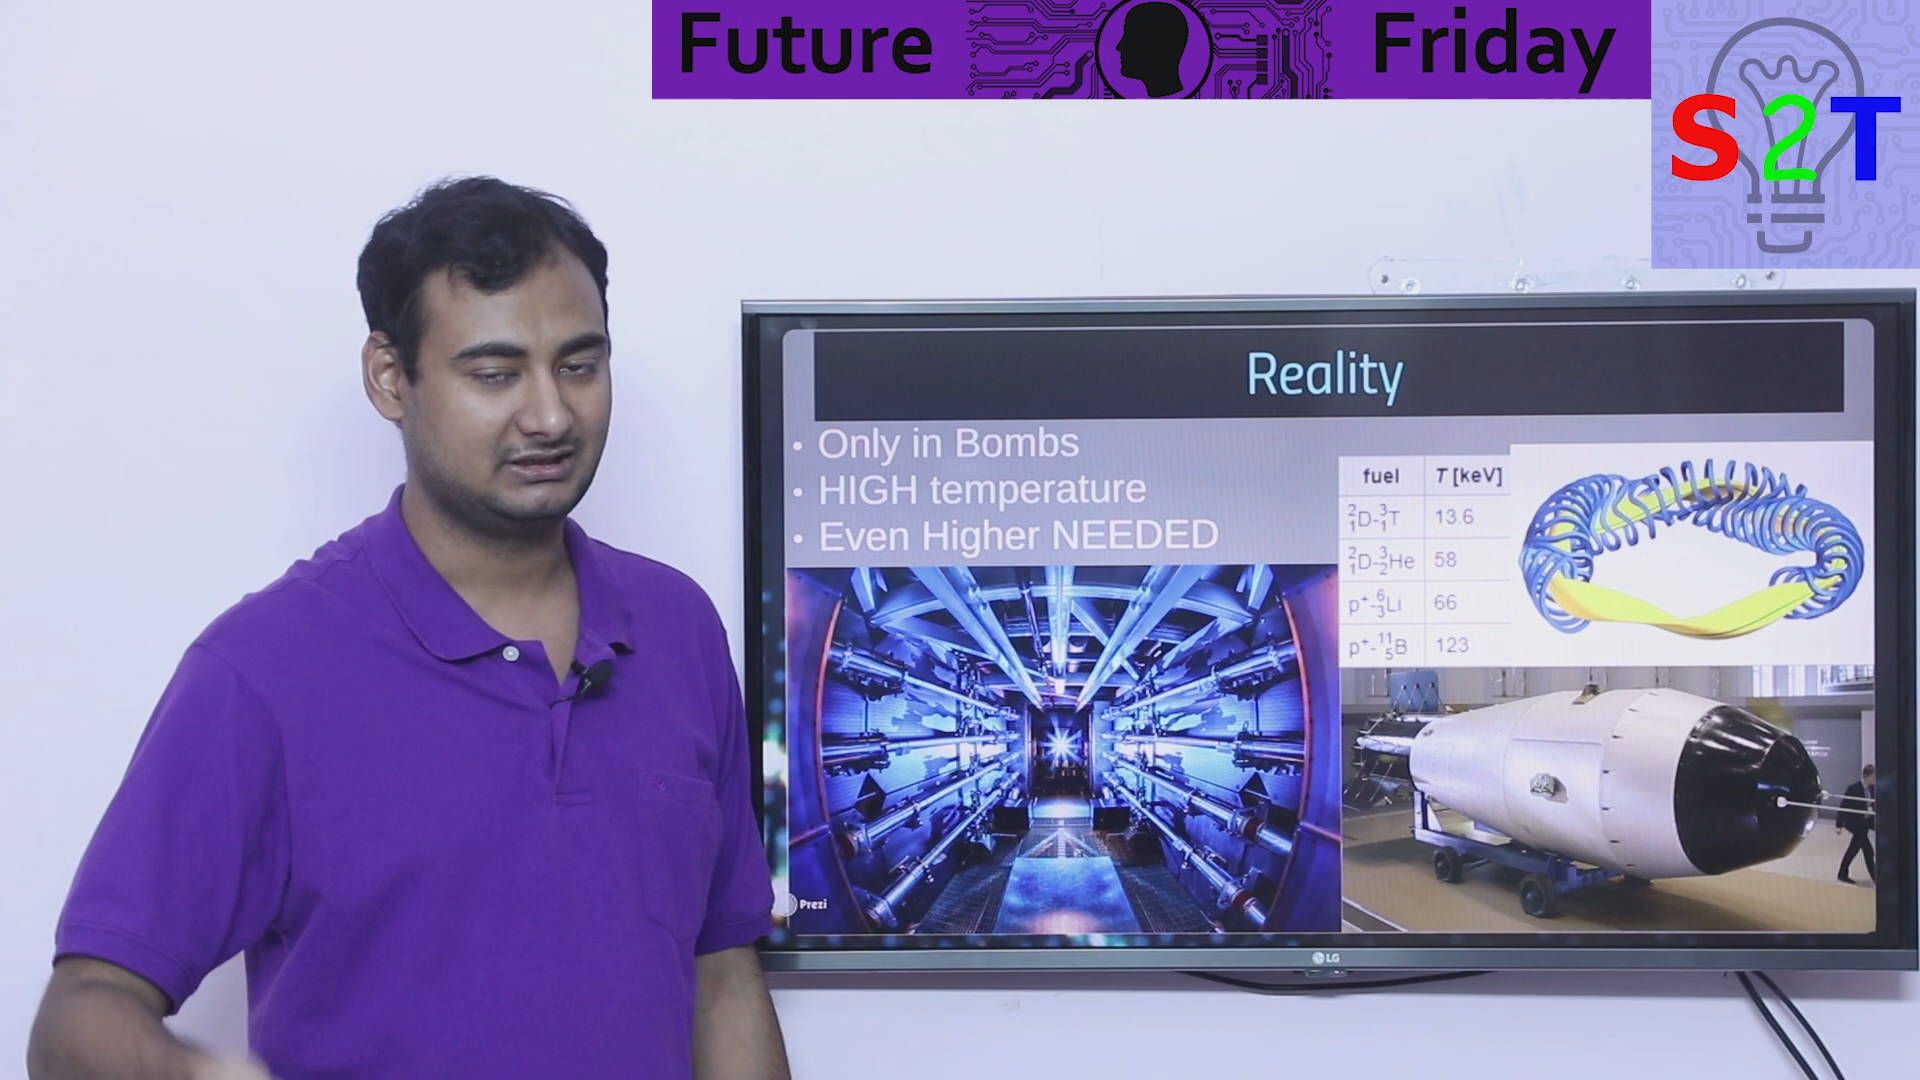 Future Friday
S2T
Reality
• Only in Bombs
• HIGH temperature
• Even Higher NEEDED
fuel T [keV]
²₁D-³₁T 13.6
²₁D-³₂He 58
p⁺-⁶₃Li 66
p⁺-¹¹₅B 123
Prezi
LG